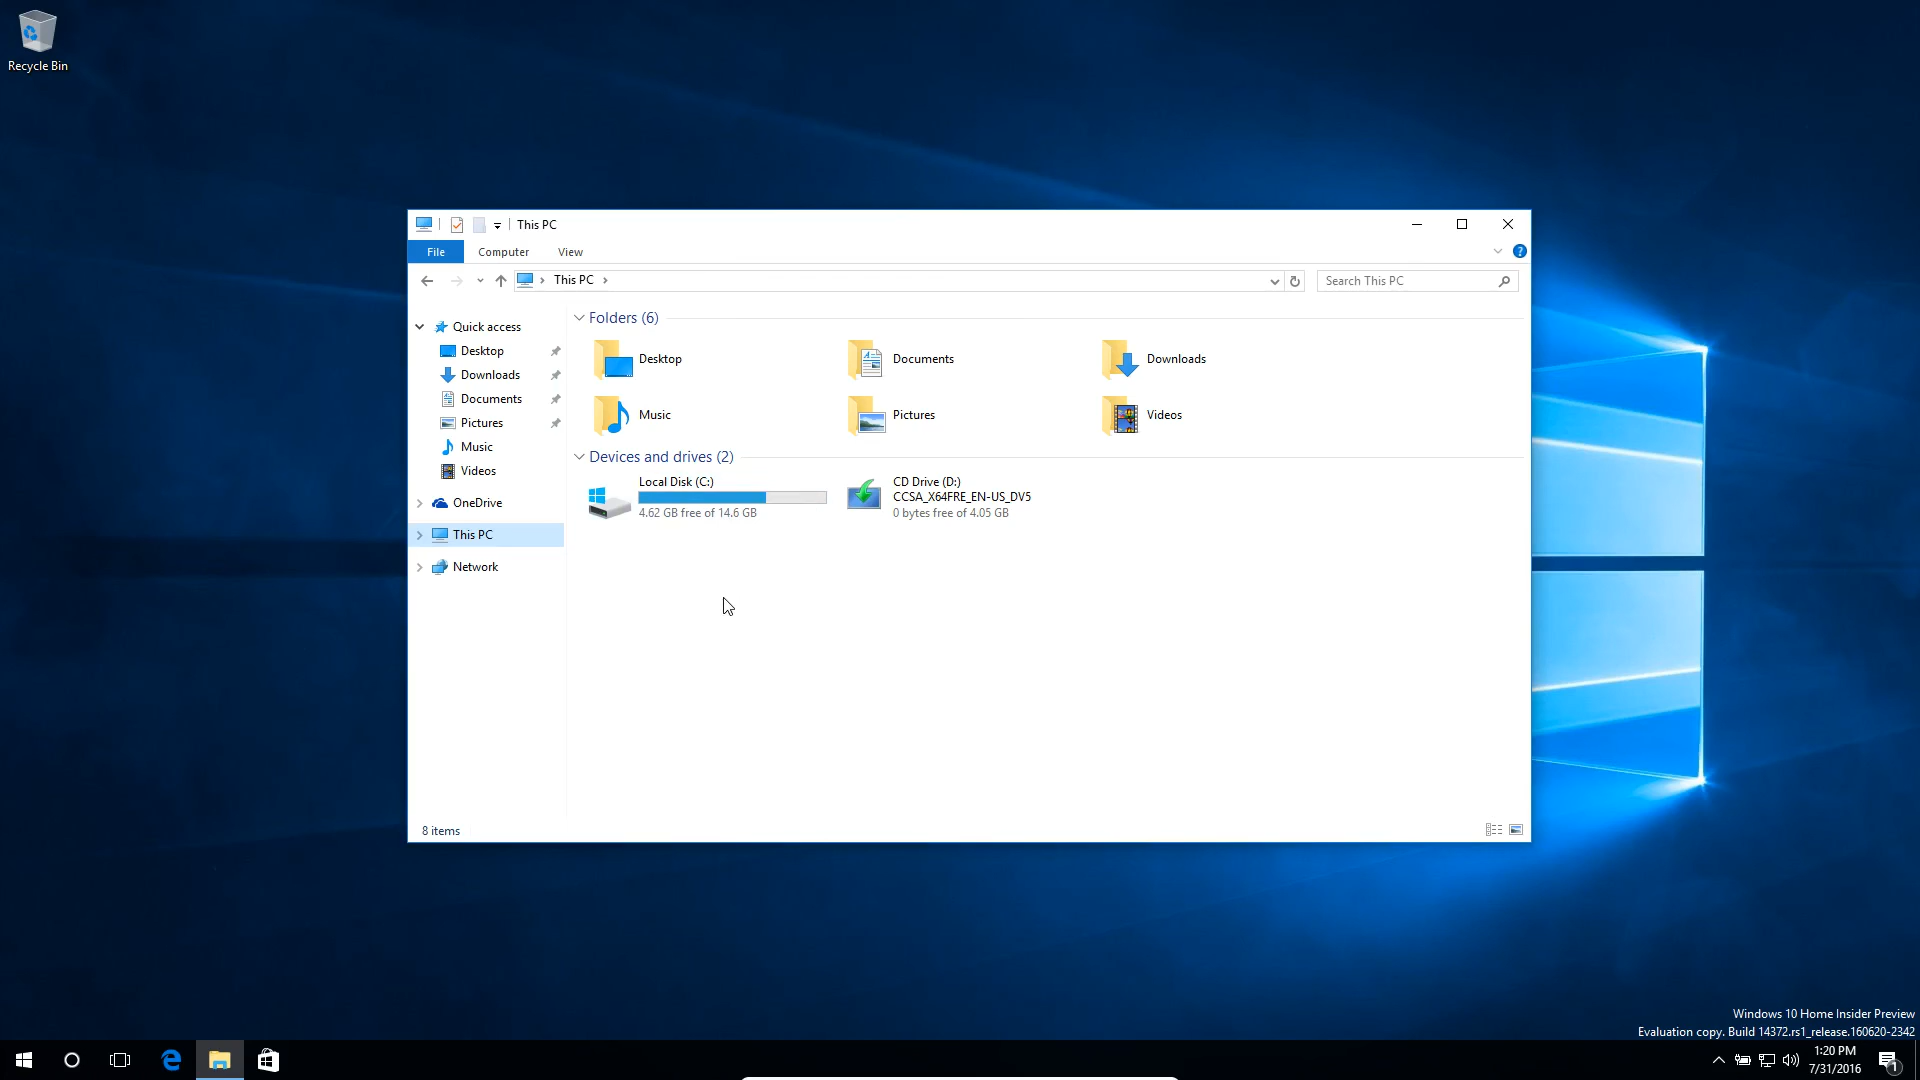 Recycle Bin
This PC
File
Computer
View
?
This PC
Search This PC
Quick access
Desktop
Downloads
Documents
Pictures
Music
Videos
OneDrive
This PC
Network
Folders (6)
Desktop
Documents
Downloads
Music
Pictures
Videos
Devices and drives (2)
Local Disk (C:)
4.62 GB free of 14.6 GB
CD Drive (D:)
CCSA_X64FRE_EN-US_DV5
0 bytes free of 4.05 GB
8 items
Windows 10 Home Insider Preview
Evaluation copy. Build 14372.rs1_release.160620-2342
1:20 PM
7/31/2016
1